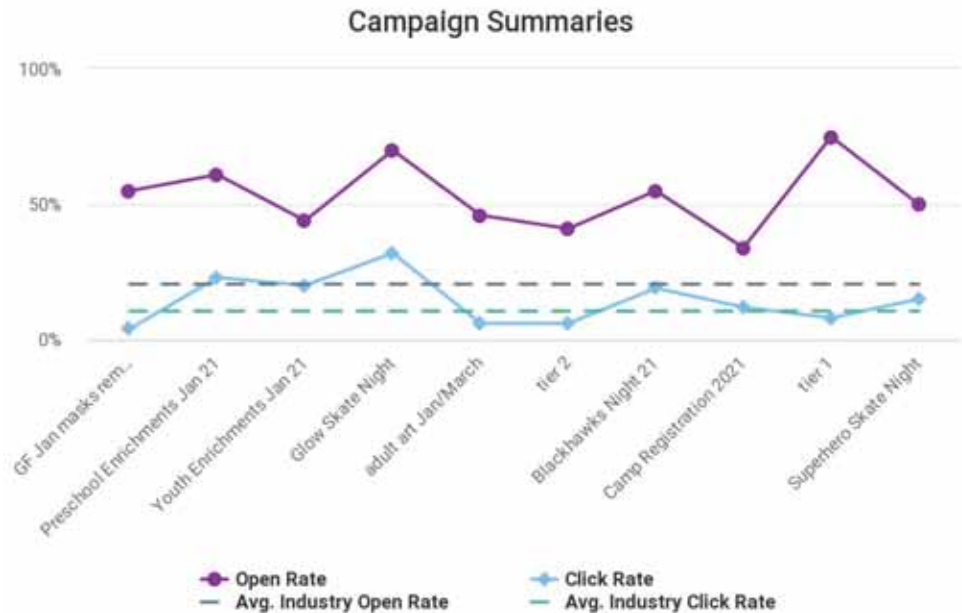 Campaign Summaries
100%
50%
0%
GF Jan masks rem..
Preschool Enrichments Jan 21
Youth Enrichments Jan 21
Glow Skate Night
adult art Jan/March
tier 2
Blackhawks Night 21
Camp Registration 2021
tier 1
Superhero Skate Night
Open Rate
Click Rate
Avg. Industry Open Rate
Avg. Industry Click Rate